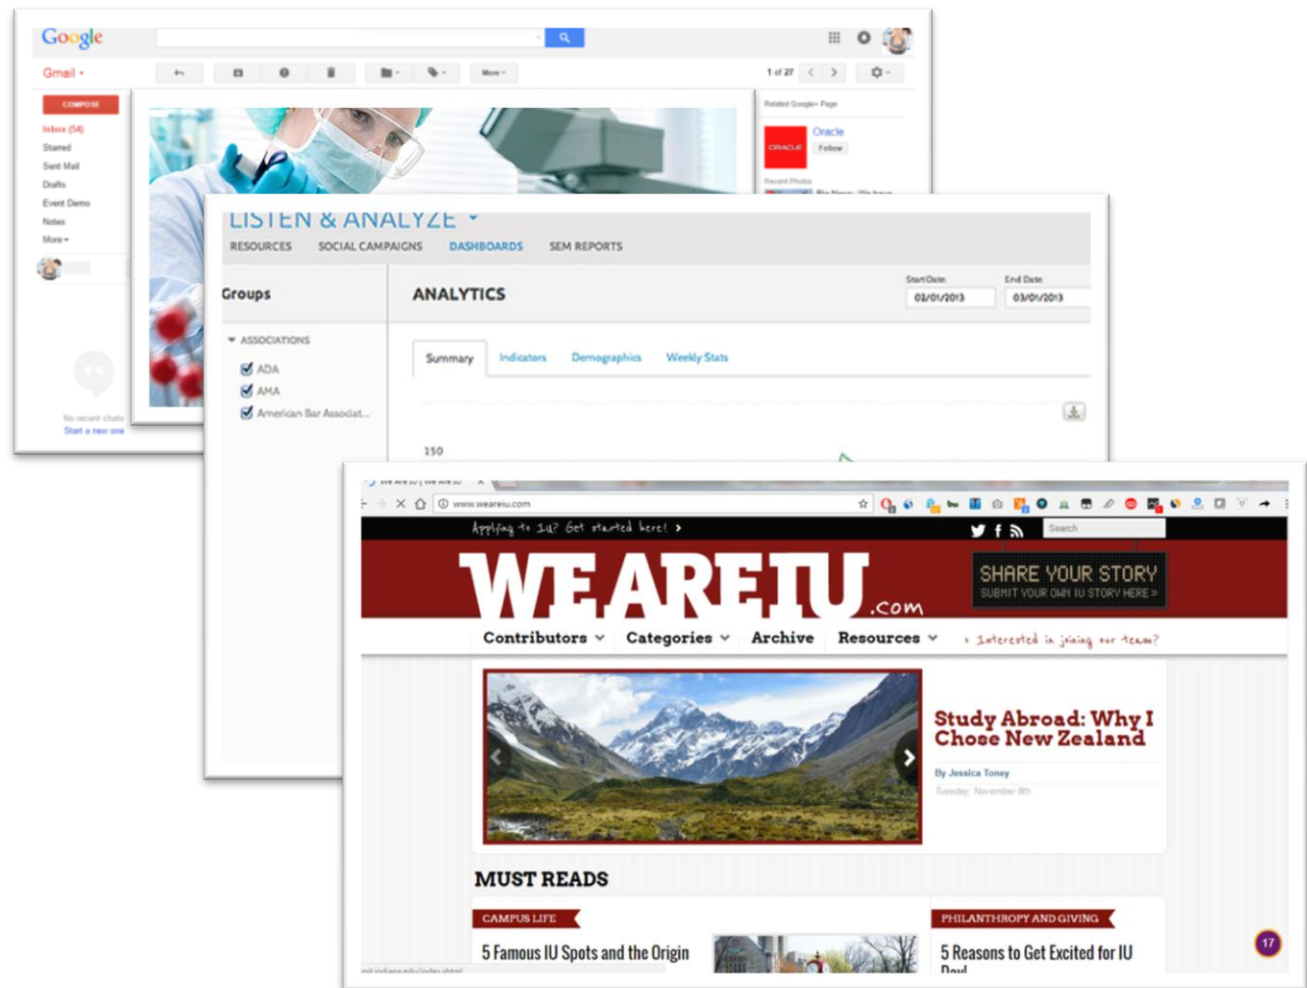 Google
Gmail
More
1 of 27
COMPOSE
Inbox (54)
Starred
Sent Mail
Drafts
Event Demo
Notes
More
No recent chats
Start a new one
Related Google+ Page
ORACLE
Oracle
Follow
Recent Photos
LISTEN & ANALYZE
RESOURCES SOCIAL CAMPAIGNS DASHBOARDS SEM REPORTS
Groups
ANALYTICS
Start Date:
02/01/2013
End Date:
03/01/2013
ASSOCIATIONS
ADA
AMA
American Bar Associat...
Summary Indicators Demographics Weekly Stats
150
www.weareiu.com
Applying to IU? Get started here!
Search
WE ARE IU.com
SHARE YOUR STORY
SUBMIT YOUR OWN IU STORY HERE »
Contributors Categories Archive Resources Interested in joining our team?
Study Abroad: Why I
Chose New Zealand
By Jessica Toney
Tuesday, November 8th
MUST READS
CAMPUS LIFE
5 Famous IU Spots and the Origin
PHILANTHROPY AND GIVING
5 Reasons to Get Excited for IU
17